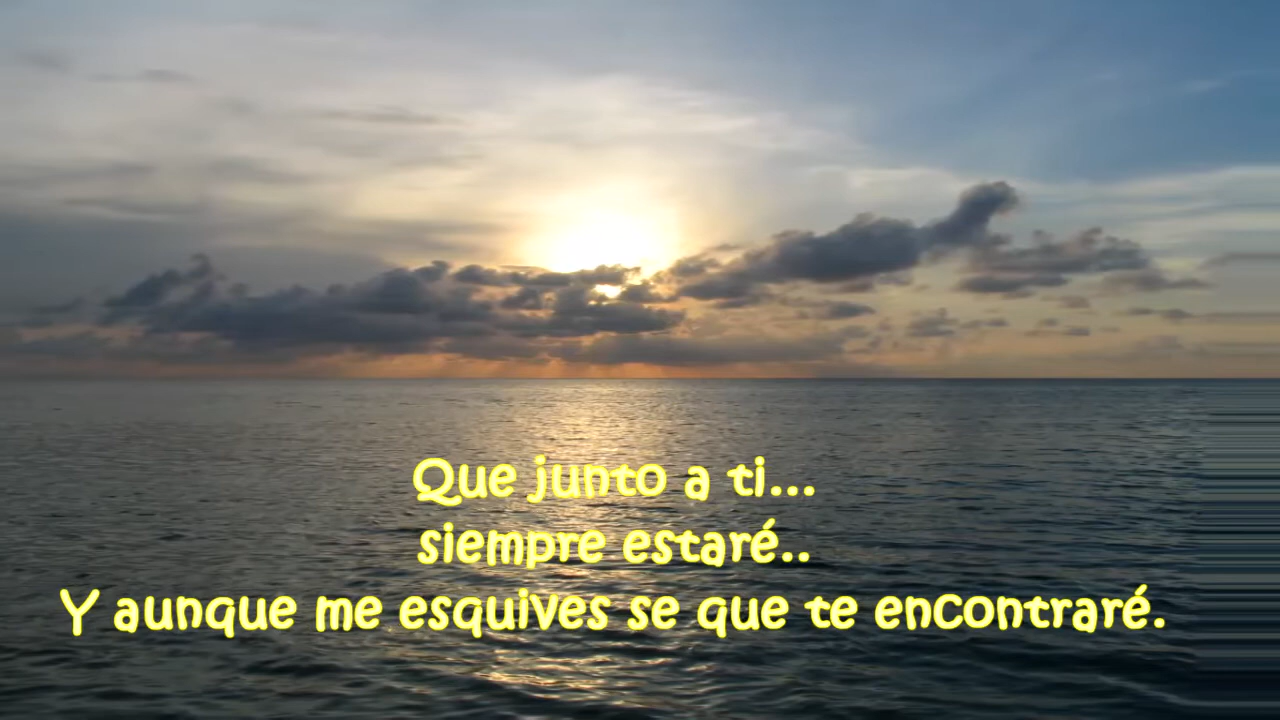 Que junto a ti...
siempre estaré..
Y aunque me esquives se que te encontraré.